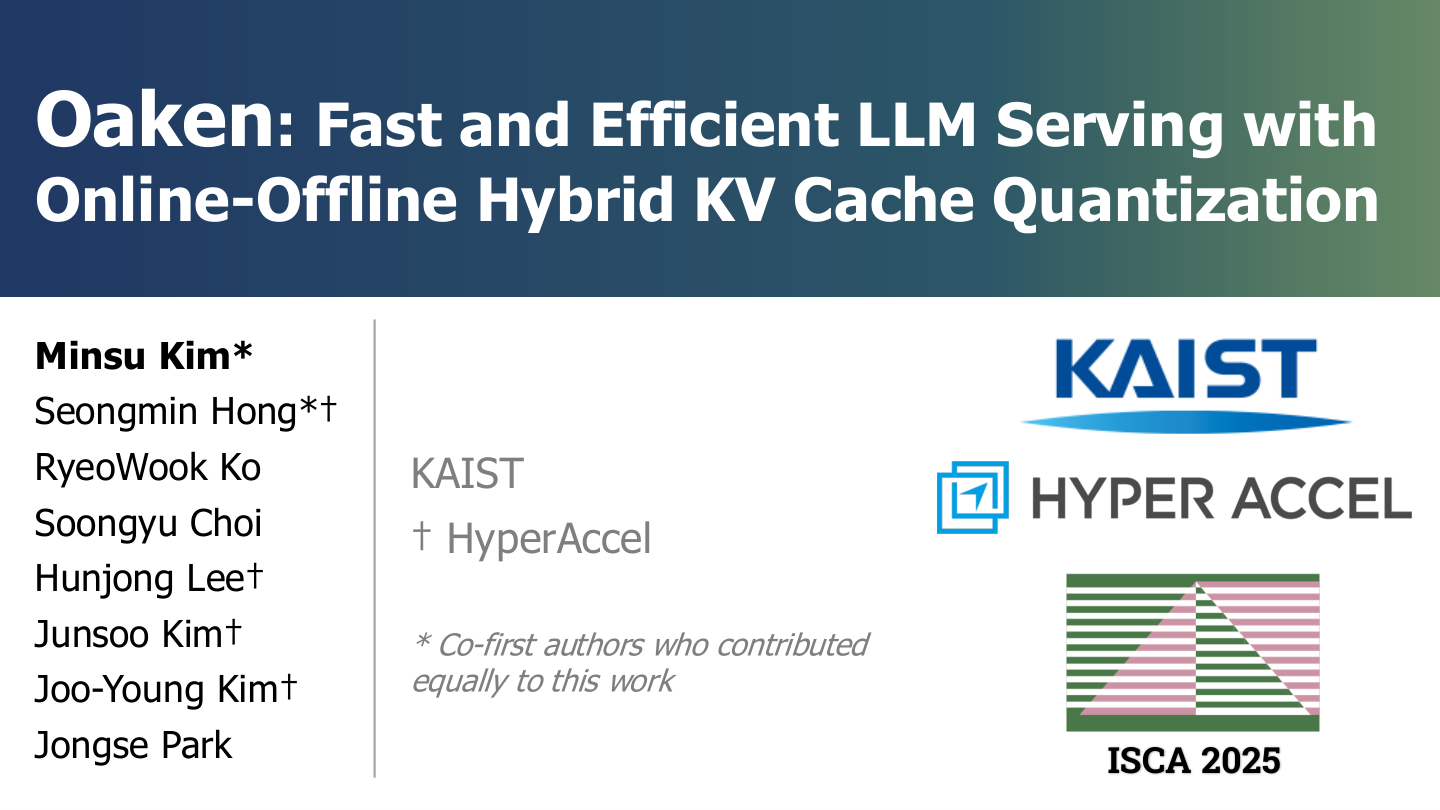 Oaken: Fast and Efficient LLM Serving with
Online-Offline Hybrid KV Cache Quantization
Minsu Kim*
Seongmin Hong*†
RyeoWook Ko
Soongyu Choi
Hunjong Lee†
Junsoo Kim†
Joo-Young Kim†
Jongse Park
KAIST
† HyperAccel
* Co-first authors who contributed
equally to this work
KAIST
HYPER ACCEL
ISCA 2025